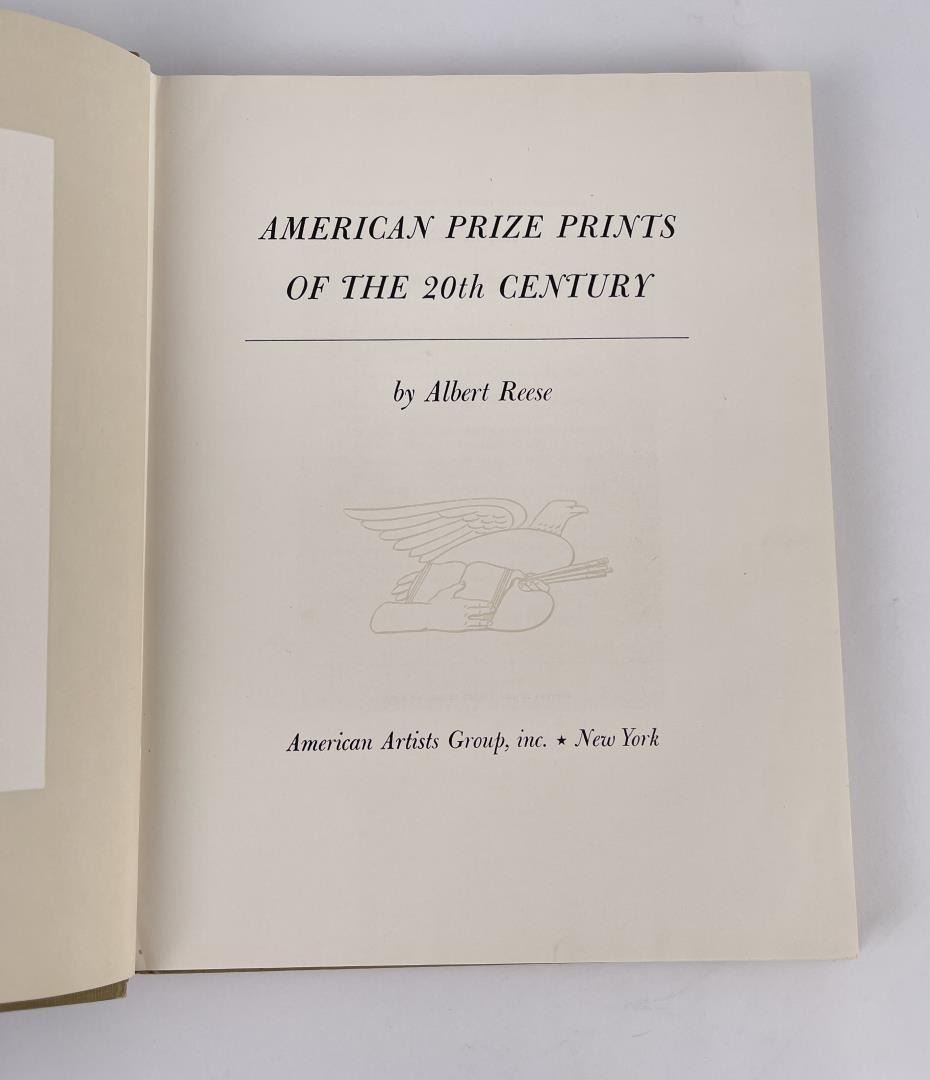 AMERICAN PRIZE PRINTS
OF THE 20th CENTURY
by Albert Reese
American Artists Group, inc. ★ New York